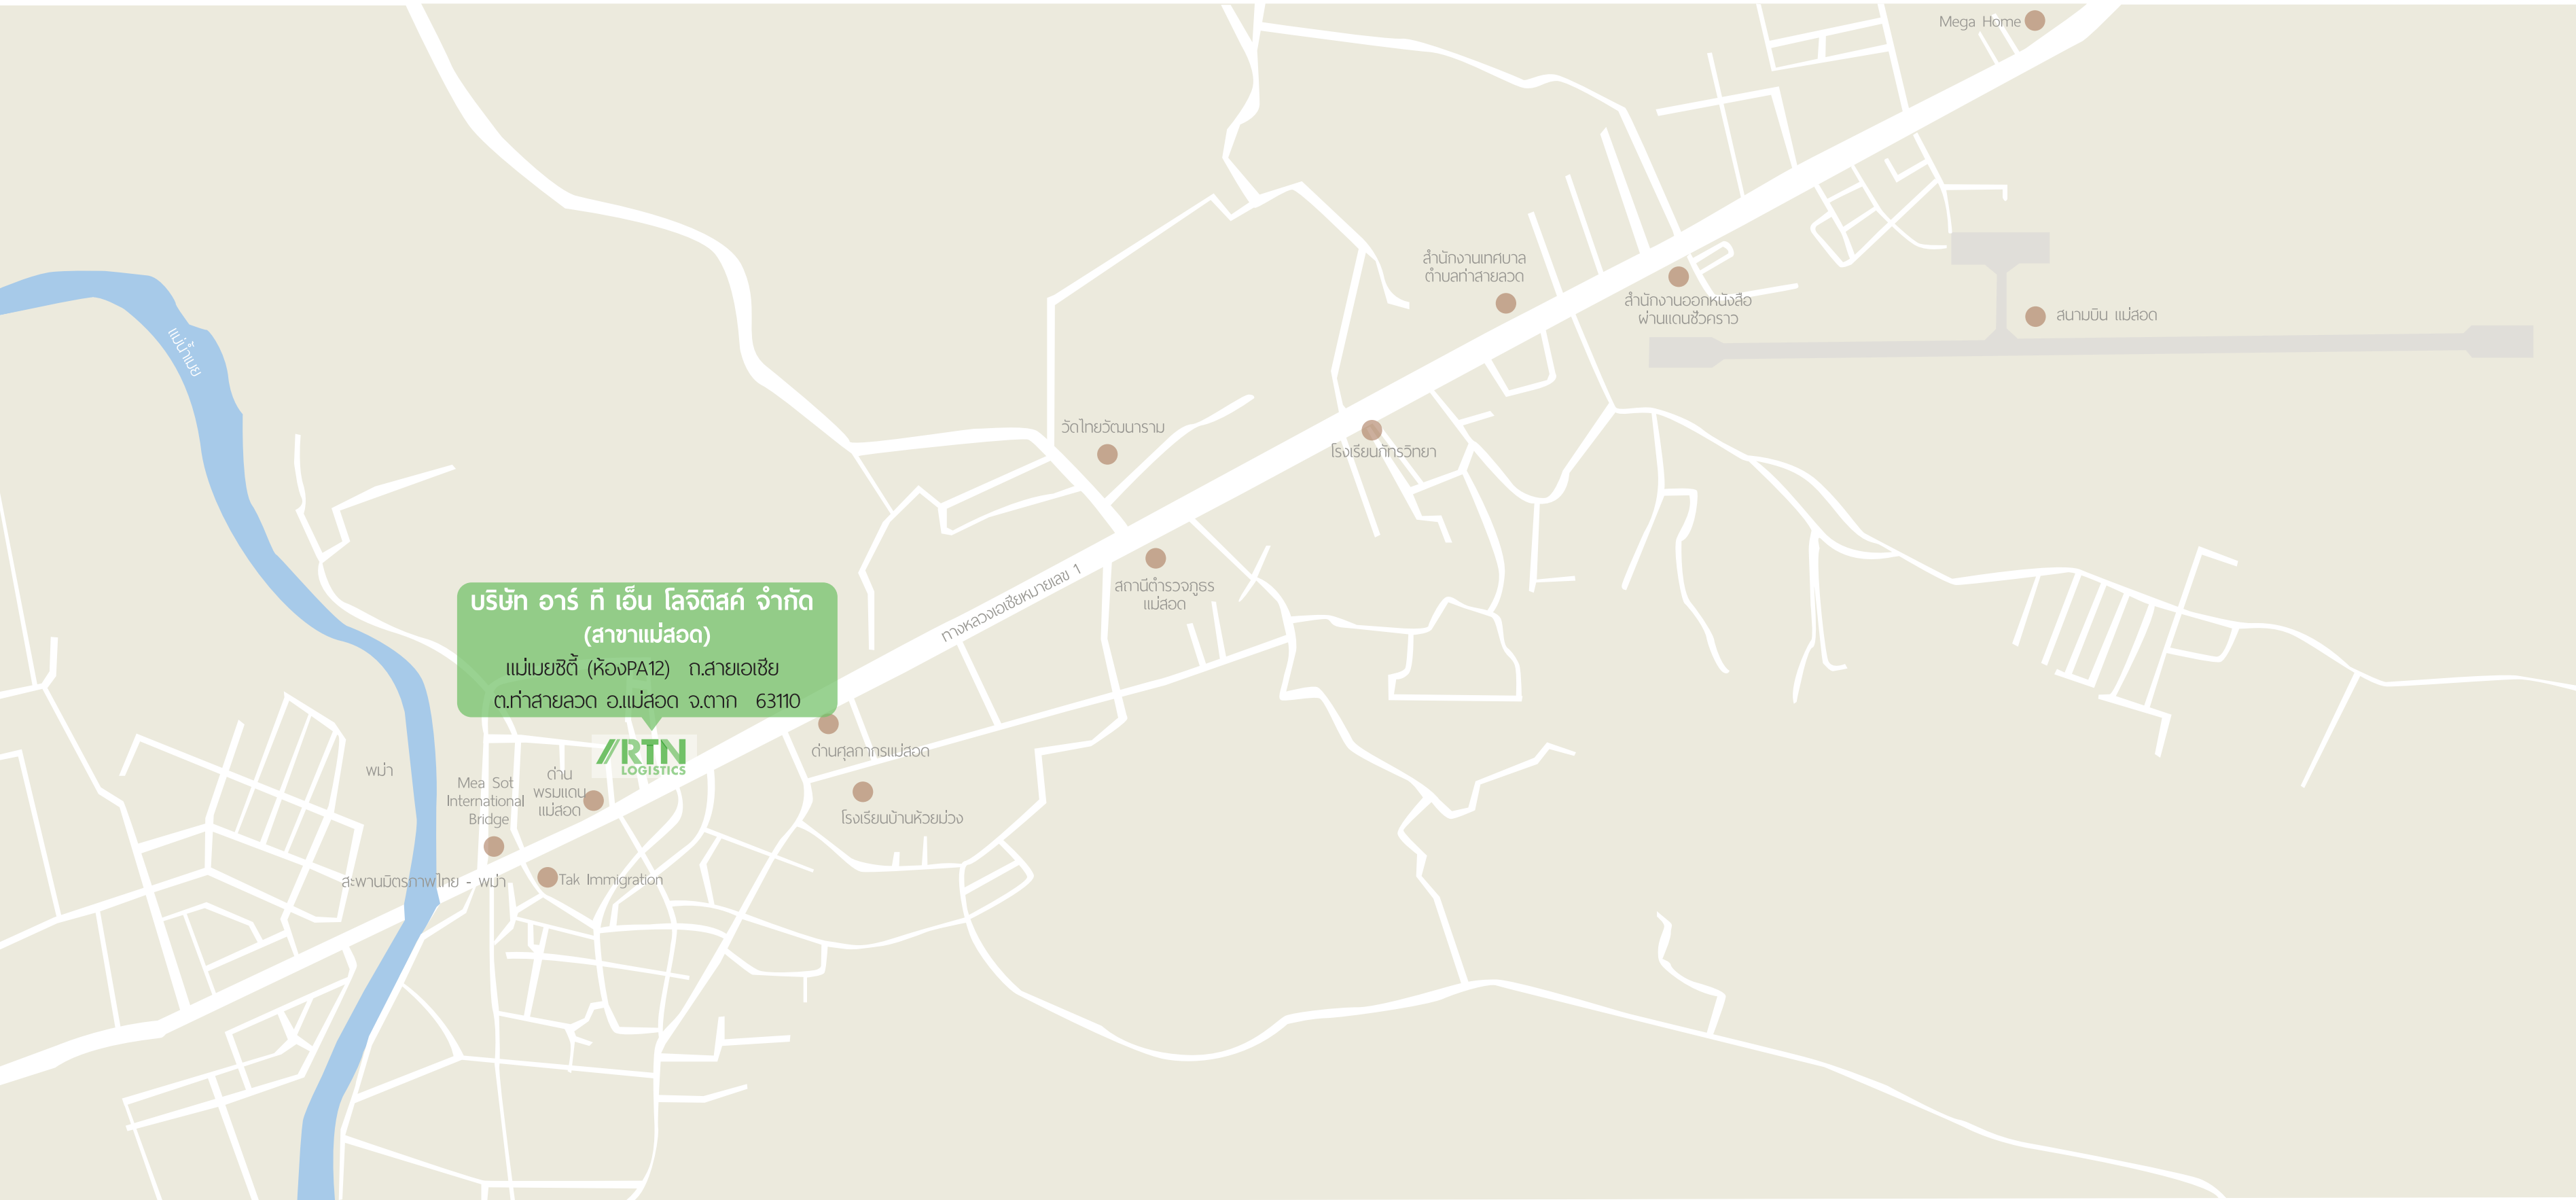 Mega Home
สำนักงานเทศบาล
ตำบลท่าสายลวด
สำนักงานออกหนังสือ
ผ่านแดนชั่วคราว
สนามบิน แม่สอด
แม่น้ำเมย
วัดไทยวัฒนาราม
โรงเรียนภัทรวิทยา
ทางหลวงเอเชียหมายเลข 1
สถานีตำรวจภูธร
แม่สอด
บริษัท อาร์ ที เอ็น โลจิติสค์ จำกัด
(สาขาแม่สอด)
แม่เมยซิตี้ (ห้องPA12) ถ.สายเอเชีย
ต.ท่าสายลวด อ.แม่สอด จ.ตาก 63110
RTN
LOGISTICS
ด่านศุลกากรแม่สอด
พม่า
Mea Sot
International
Bridge
ด่าน
พรมแดน
แม่สอด
โรงเรียนบ้านห้วยม่วง
สะพานมิตรภาพไทย - พม่า
Tak Immigration